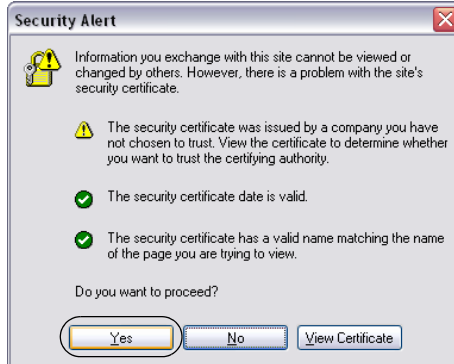 Security Alert
Information you exchange with this site cannot be viewed or
changed by others. However, there is a problem with the site's
security certificate.
The security certificate was issued by a company you have
not chosen to trust. View the certificate to determine whether
you want to trust the certifying authority.
The security certificate date is valid.
The security certificate has a valid name matching the name
of the page you are trying to view.
Do you want to proceed?
Yes No View Certificate